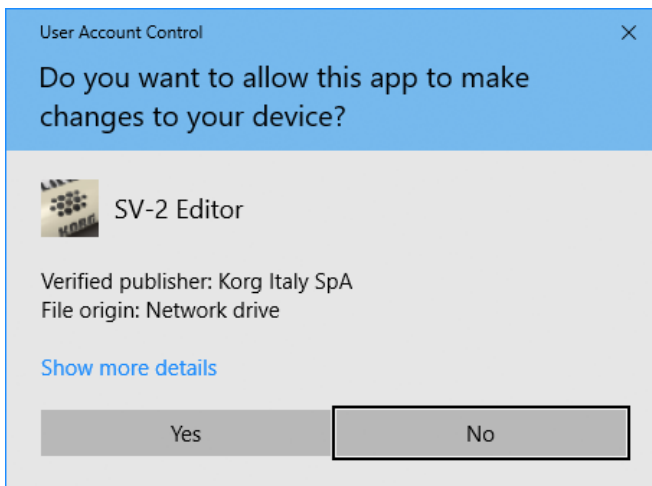 User Account Control
Do you want to allow this app to make
changes to your device?
KORG
SV-2 Editor
Verified publisher: Korg Italy SpA
File origin: Network drive
Show more details
Yes
No